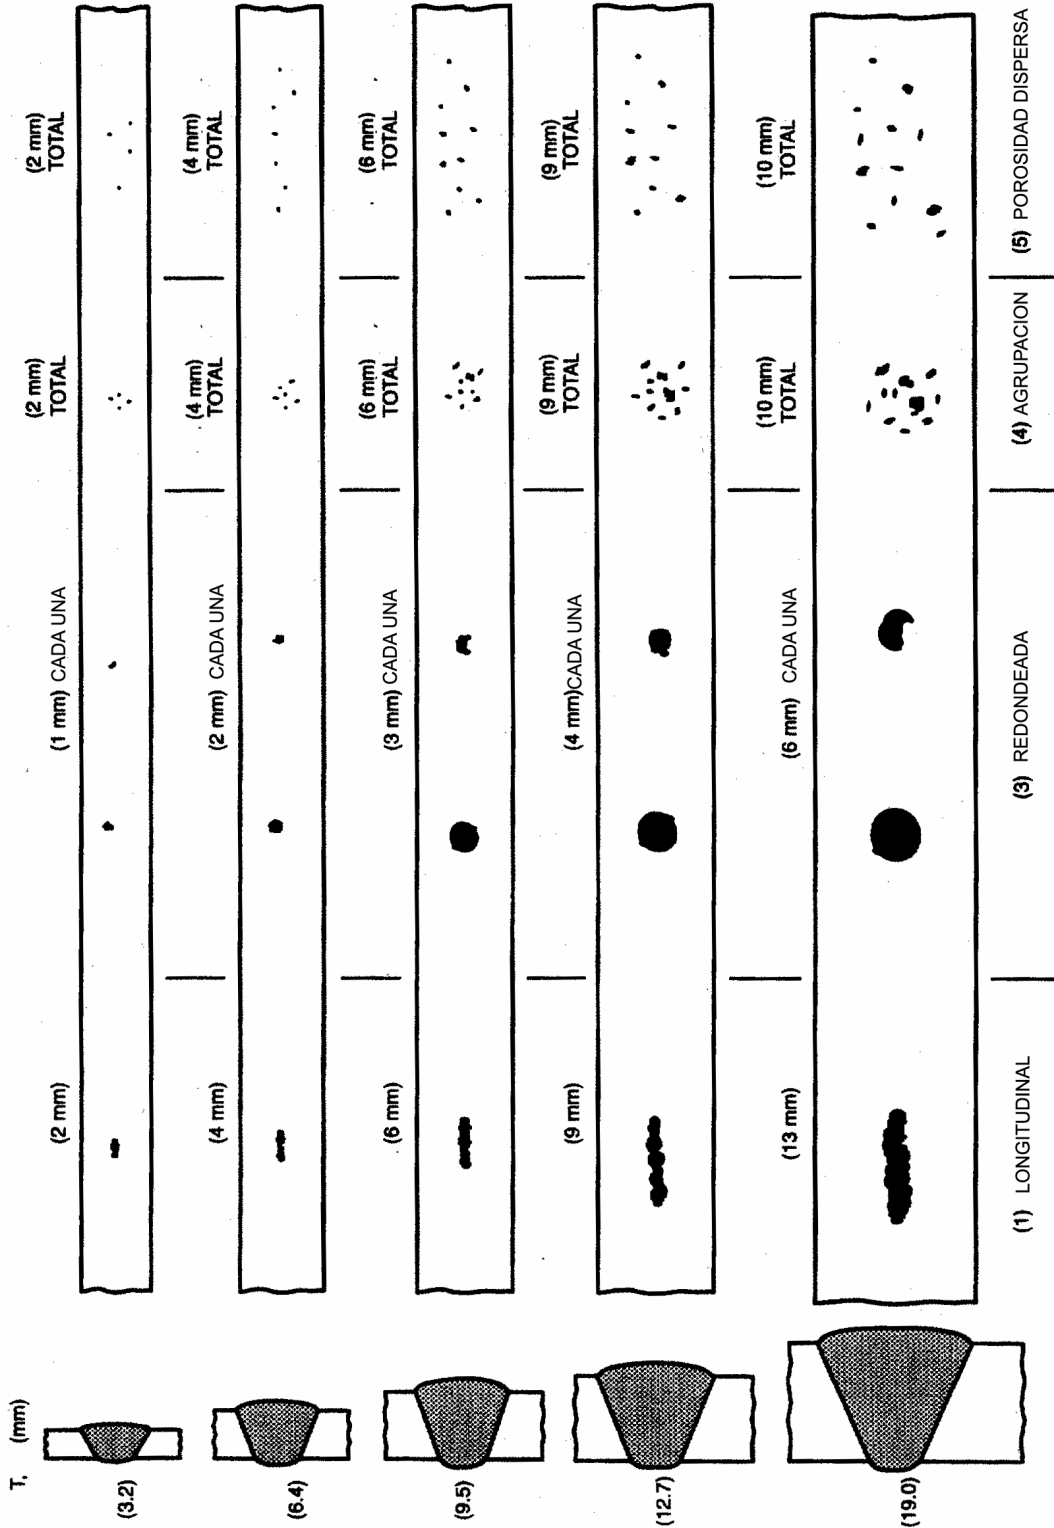 T, (mm)
(3.2)
(2 mm)
(1 mm) CADA UNA
(2 mm)
TOTAL
(2 mm)
TOTAL
(6.4)
(4 mm)
(2 mm) CADA UNA
(4 mm)
TOTAL
(4 mm)
TOTAL
(9.5)
(6 mm)
(3 mm) CADA UNA
(6 mm)
TOTAL
(6 mm)
TOTAL
(12.7)
(9 mm)
(4 mm)CADA UNA
(9 mm)
TOTAL
(9 mm)
TOTAL
(19.0)
(13 mm)
(6 mm) CADA UNA
(10 mm)
TOTAL
(10 mm)
TOTAL
(1) LONGITUDINAL
(3) REDONDEADA
(4) AGRUPACION
(5) POROSIDAD DISPERSA